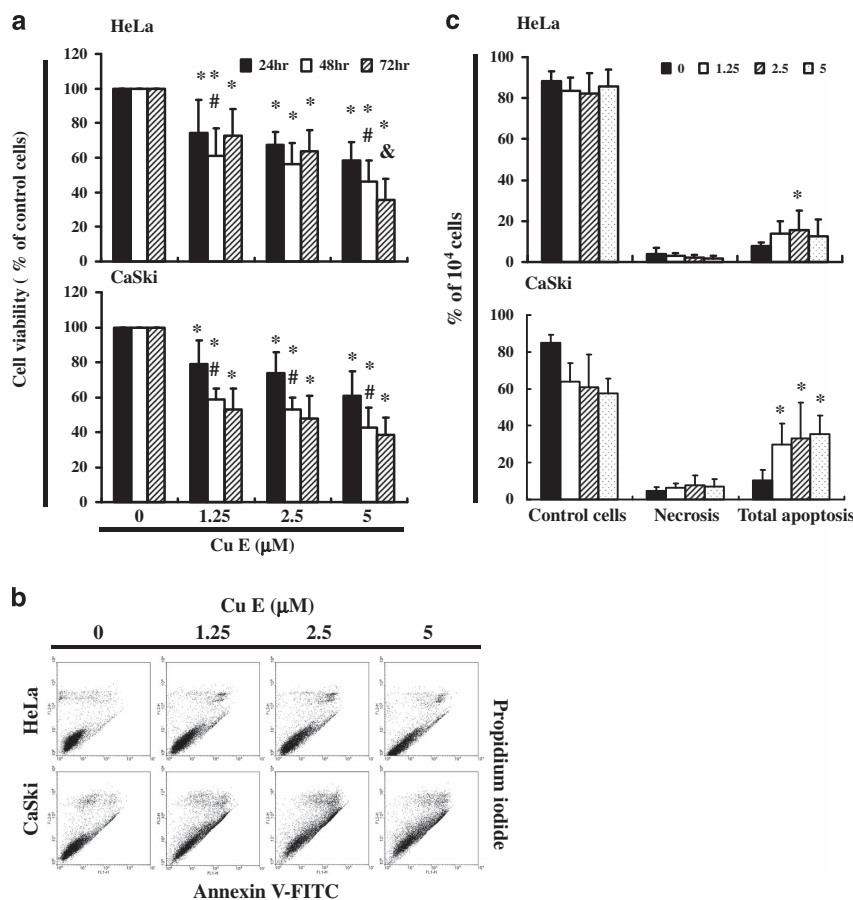 a
HeLa
24hr 48hr 72hr
Cell viability ( % of control cells)
120
100
80
60
40
20
0
* * *
#
* * *
* * *
#
&
CaSki
120
100
80
60
40
20
0
* * *
#
* * *
#
* * *
#
0 1.25 2.5 5
Cu E (μM)
c
HeLa
0 1.25 2.5 5
% of 10⁴ cells
100
80
60
40
20
0
*
CaSki
100
80
60
40
20
0
* * *
Control cells Necrosis Total apoptosis
b
Cu E (μM)
0 1.25 2.5 5
HeLa
CaSki
Propidium iodide
Annexin V-FITC